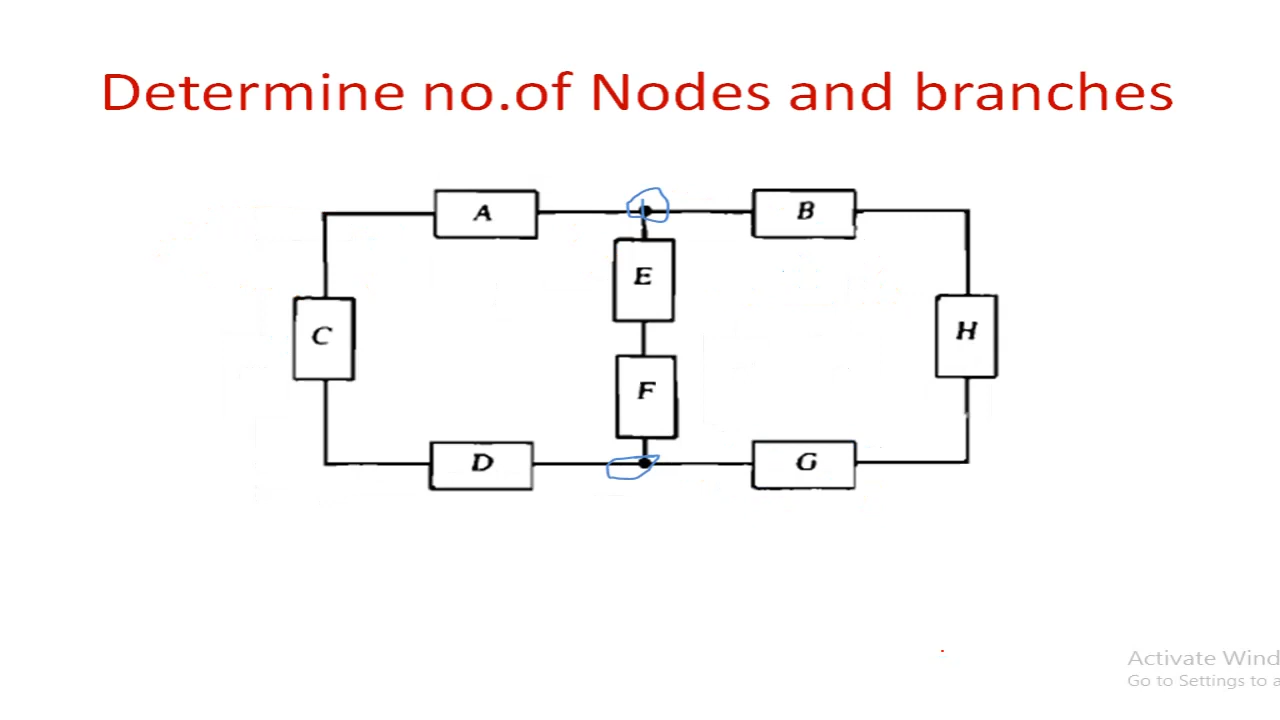 Determine no.of Nodes and branches
A
B
E
C
H
F
D
G
Activate Wind
Go to Settings to a